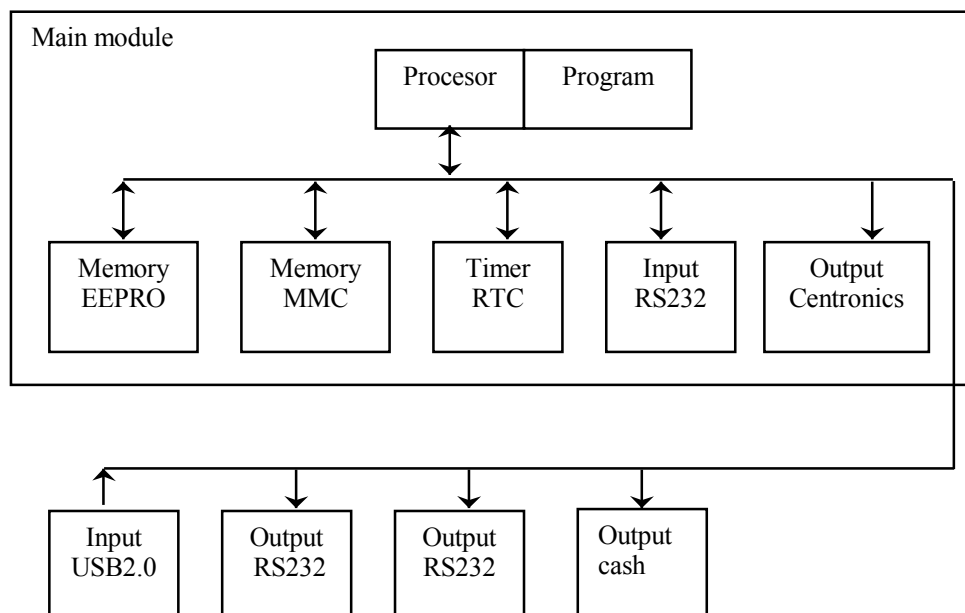 Main module
Procesor
Program
Memory
EEPRO
Memory
MMC
Timer
RTC
Input
RS232
Output
Centronics
Input
USB2.0
Output
RS232
Output
RS232
Output
cash